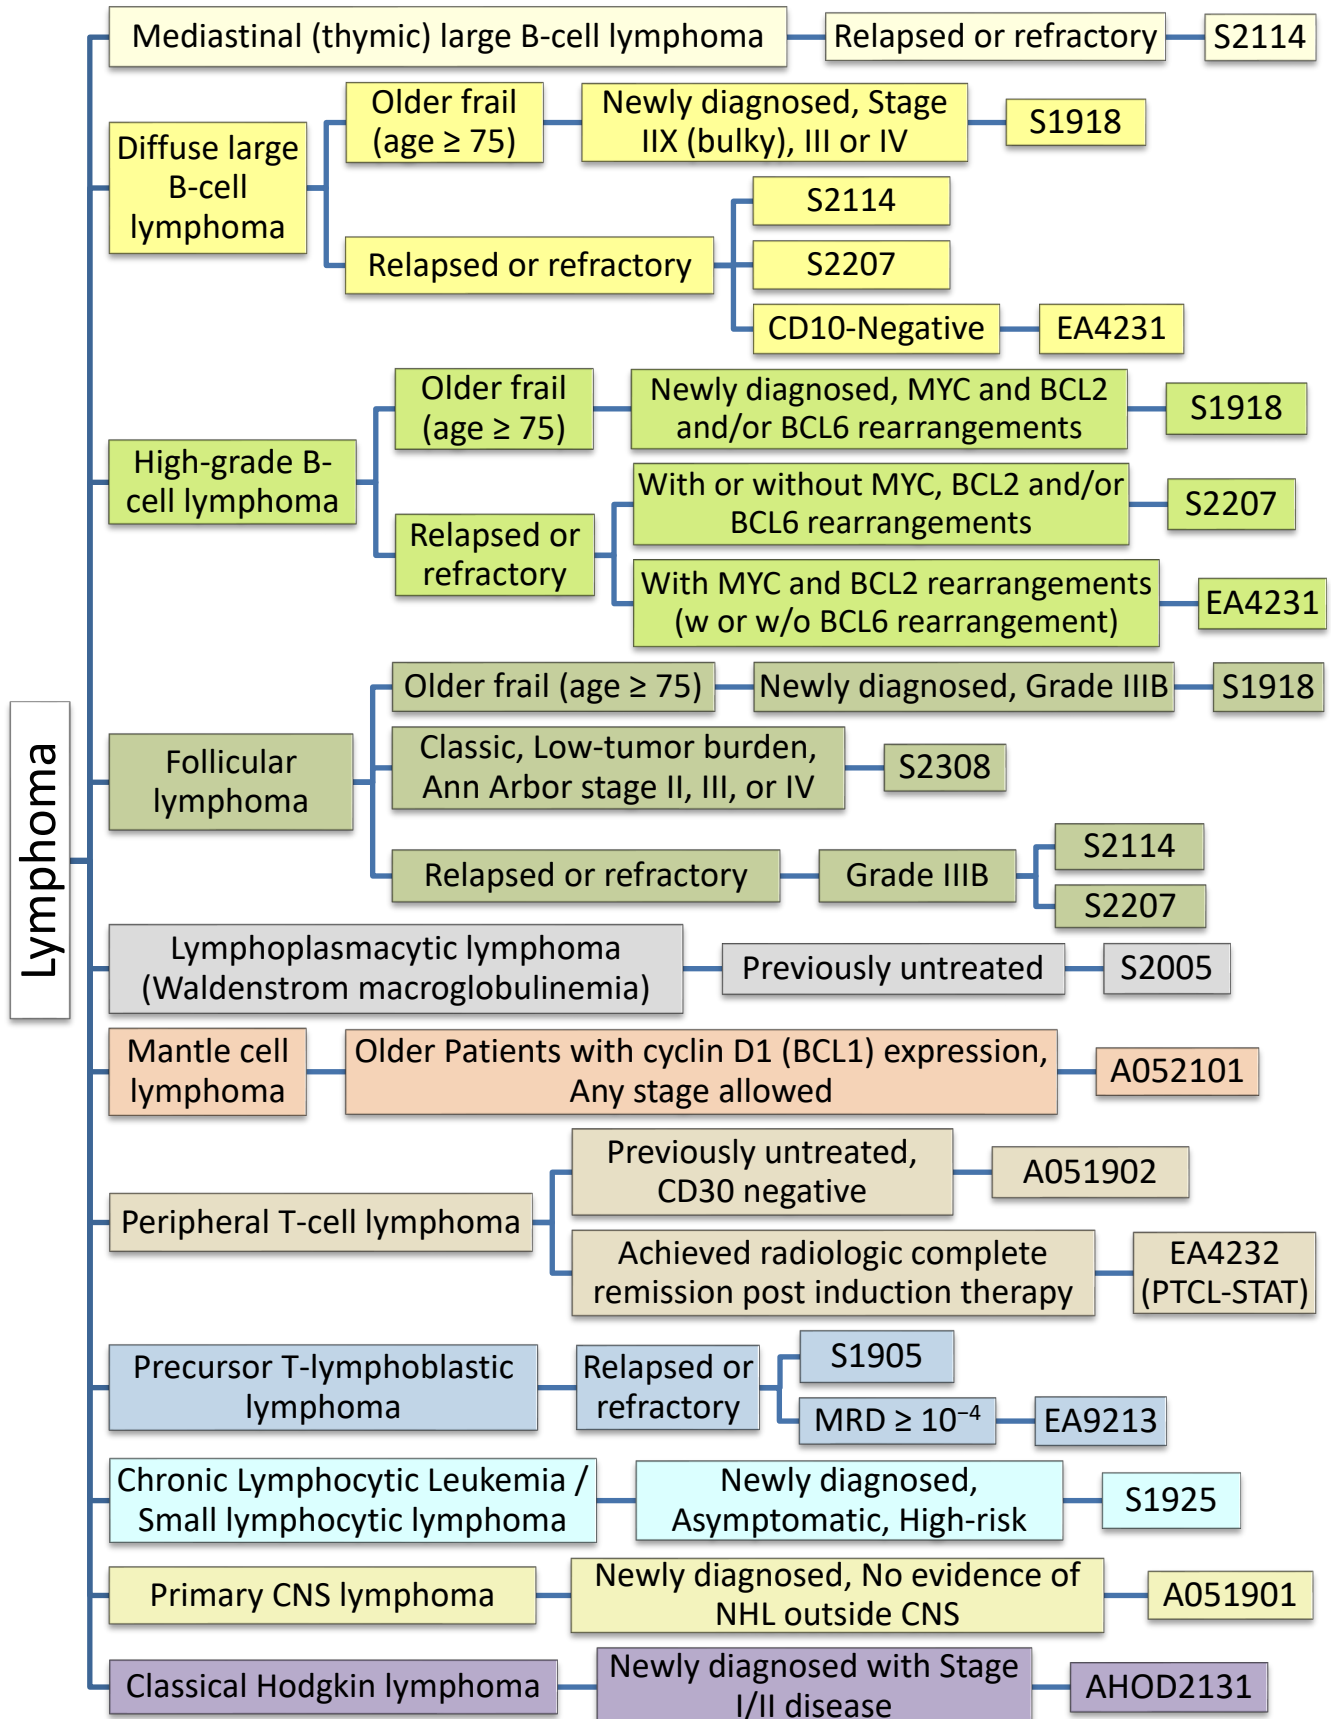 Lymphoma
Mediastinal (thymic) large B-cell lymphoma
Relapsed or refractory
S2114
Diffuse large
B-cell
lymphoma
Older frail
(age ≥ 75)
Newly diagnosed, Stage
IIX (bulky), III or IV
S1918
Relapsed or refractory
S2114
S2207
CD10-Negative
EA4231
High-grade B-
cell lymphoma
Older frail
(age ≥ 75)
Newly diagnosed, MYC and BCL2
and/or BCL6 rearrangements
S1918
Relapsed or
refractory
With or without MYC, BCL2 and/or
BCL6 rearrangements
S2207
With MYC and BCL2 rearrangements
(w or w/o BCL6 rearrangement)
EA4231
Follicular
lymphoma
Older frail (age ≥ 75)
Newly diagnosed, Grade IIIB
S1918
Classic, Low-tumor burden,
Ann Arbor stage II, III, or IV
S2308
Relapsed or refractory
Grade IIIB
S2114
S2207
Lymphoplasmacytic lymphoma
(Waldenstrom macroglobulinemia)
Previously untreated
S2005
Mantle cell
lymphoma
Older Patients with cyclin D1 (BCL1) expression,
Any stage allowed
A052101
Peripheral T-cell lymphoma
Previously untreated,
CD30 negative
A051902
Achieved radiologic complete
remission post induction therapy
EA4232
(PTCL-STAT)
Precursor T-lymphoblastic
lymphoma
Relapsed or
refractory
S1905
MRD ≥ 10⁻⁴
EA9213
Chronic Lymphocytic Leukemia /
Small lymphocytic lymphoma
Newly diagnosed,
Asymptomatic, High-risk
S1925
Primary CNS lymphoma
Newly diagnosed, No evidence of
NHL outside CNS
A051901
Classical Hodgkin lymphoma
Newly diagnosed with Stage
I/II disease
AHOD2131